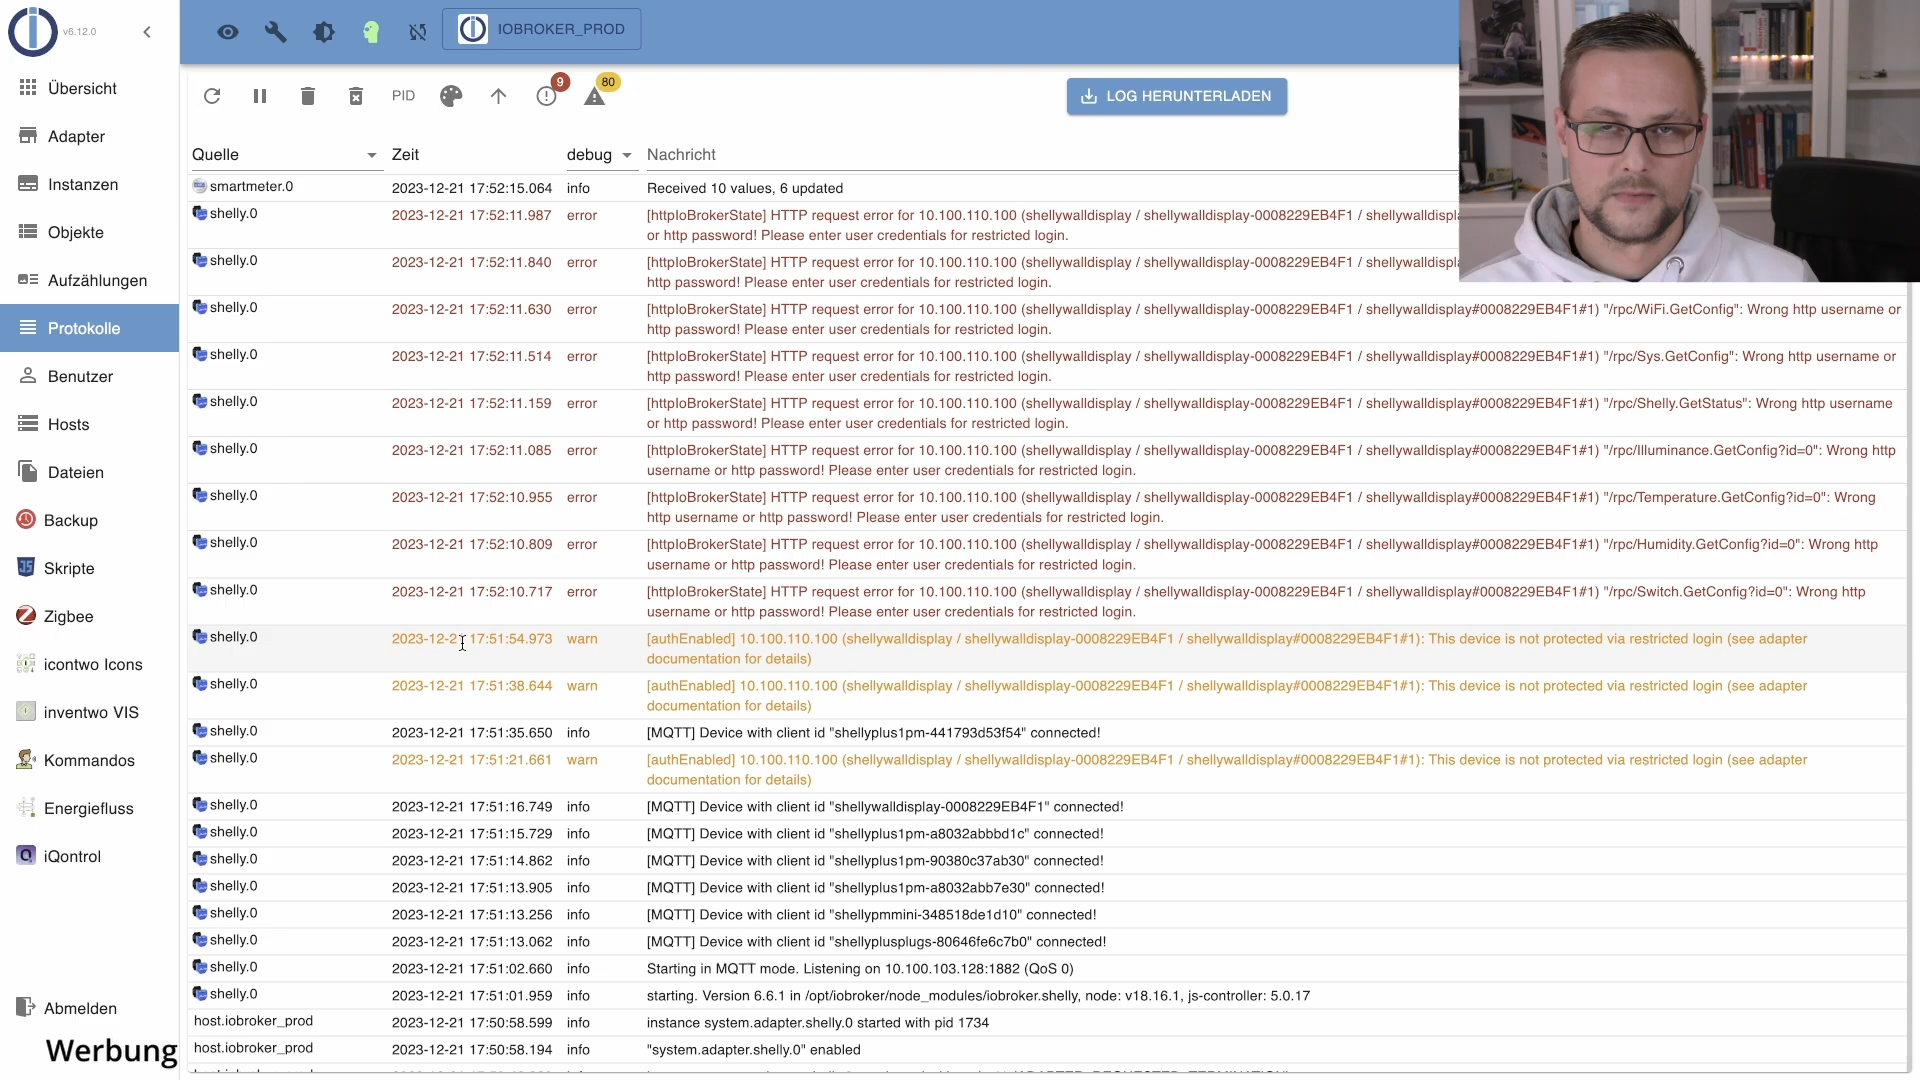 v6.12.0
IOBROKER_PROD
Übersicht
Adapter
Instanzen
Objekte
Aufzählungen
Protokolle
Benutzer
Hosts
Dateien
Backup
Skripte
Zigbee
icontwo Icons
inventwo VIS
Kommandos
Energiefluss
iQontrol
Abmelden
Werbung
PID
9
80
LOG HERUNTERLADEN
Quelle Zeit debug Nachricht
smartmeter.0 2023-12-21 17:52:15.064 info Received 10 values, 6 updated
shelly.0 2023-12-21 17:52:11.987 error [httpIoBrokerState] HTTP request error for 10.100.110.100 (shellywalldisplay / shellywalldisplay-0008229EB4F1 /
or http password! Please enter user credentials for restricted login.
shelly.0 2023-12-21 17:52:11.840 error [httpIoBrokerState] HTTP request error for 10.100.110.100 (shellywalldisplay / shellywalldisplay-0008229EB4F1 /
http password! Please enter user credentials for restricted login.
shelly.0 2023-12-21 17:52:11.630 error [httpIoBrokerState] HTTP request error for 10.100.110.100 (shellywalldisplay / shellywalldisplay-0008229EB4F1 / shellywalldisplay#0008229EB4F1#1) "/rpc/WiFi.GetConfig": Wrong http username or
http password! Please enter user credentials for restricted login.
shelly.0 2023-12-21 17:52:11.514 error [httpIoBrokerState] HTTP request error for 10.100.110.100 (shellywalldisplay / shellywalldisplay-0008229EB4F1 / shellywalldisplay#0008229EB4F1#1) "/rpc/Sys.GetConfig": Wrong http username or
http password! Please enter user credentials for restricted login.
shelly.0 2023-12-21 17:52:11.159 error [httpIoBrokerState] HTTP request error for 10.100.110.100 (shellywalldisplay / shellywalldisplay-0008229EB4F1 / shellywalldisplay#0008229EB4F1#1) "/rpc/Shelly.GetStatus": Wrong http username
or http password! Please enter user credentials for restricted login.
shelly.0 2023-12-21 17:52:11.085 error [httpIoBrokerState] HTTP request error for 10.100.110.100 (shellywalldisplay / shellywalldisplay-0008229EB4F1 / shellywalldisplay#0008229EB4F1#1) "/rpc/Illuminance.GetConfig?id=0": Wrong http
username or http password! Please enter user credentials for restricted login.
shelly.0 2023-12-21 17:52:10.955 error [httpIoBrokerState] HTTP request error for 10.100.110.100 (shellywalldisplay / shellywalldisplay-0008229EB4F1 / shellywalldisplay#0008229EB4F1#1) "/rpc/Temperature.GetConfig?id=0": Wrong
http username or http password! Please enter user credentials for restricted login.
shelly.0 2023-12-21 17:52:10.809 error [httpIoBrokerState] HTTP request error for 10.100.110.100 (shellywalldisplay / shellywalldisplay-0008229EB4F1 / shellywalldisplay#0008229EB4F1#1) "/rpc/Humidity.GetConfig?id=0": Wrong http
username or http password! Please enter user credentials for restricted login.
shelly.0 2023-12-21 17:52:10.717 error [httpIoBrokerState] HTTP request error for 10.100.110.100 (shellywalldisplay / shellywalldisplay-0008229EB4F1 / shellywalldisplay#0008229EB4F1#1) "/rpc/Switch.GetConfig?id=0": Wrong http
username or http password! Please enter user credentials for restricted login.
shelly.0 2023-12-21 17:51:54.973 warn [authEnabled] 10.100.110.100 (shellywalldisplay / shellywalldisplay-0008229EB4F1 / shellywalldisplay#0008229EB4F1#1): This device is not protected via restricted login (see adapter
documentation for details)
shelly.0 2023-12-21 17:51:38.644 warn [authEnabled] 10.100.110.100 (shellywalldisplay / shellywalldisplay-0008229EB4F1 / shellywalldisplay#0008229EB4F1#1): This device is not protected via restricted login (see adapter
documentation for details)
shelly.0 2023-12-21 17:51:35.650 info [MQTT] Device with client id "shellyplus1pm-441793d53f54" connected!
shelly.0 2023-12-21 17:51:21.661 warn [authEnabled] 10.100.110.100 (shellywalldisplay / shellywalldisplay-0008229EB4F1 / shellywalldisplay#0008229EB4F1#1): This device is not protected via restricted login (see adapter
documentation for details)
shelly.0 2023-12-21 17:51:16.749 info [MQTT] Device with client id "shellywalldisplay-0008229EB4F1" connected!
shelly.0 2023-12-21 17:51:15.729 info [MQTT] Device with client id "shellyplus1pm-a8032abbbd1c" connected!
shelly.0 2023-12-21 17:51:14.862 info [MQTT] Device with client id "shellyplus1pm-90380c37ab30" connected!
shelly.0 2023-12-21 17:51:13.905 info [MQTT] Device with client id "shellyplus1pm-a8032abb7e30" connected!
shelly.0 2023-12-21 17:51:13.256 info [MQTT] Device with client id "shellypmmini-348518de1d10" connected!
shelly.0 2023-12-21 17:51:13.062 info [MQTT] Device with client id "shellyplusplugs-80646fe6c7b0" connected!
shelly.0 2023-12-21 17:51:02.660 info Starting in MQTT mode. Listening on 10.100.103.128:1882 (QoS 0)
shelly.0 2023-12-21 17:51:01.959 info starting. Version 6.6.1 in /opt/iobroker/node_modules/iobroker.shelly, node: v18.16.1, js-controller: 5.0.17
host.iobroker_prod 2023-12-21 17:50:58.599 info instance system.adapter.shelly.0 started with pid 1734
host.iobroker_prod 2023-12-21 17:50:58.194 info "system.adapter.shelly.0" enabled